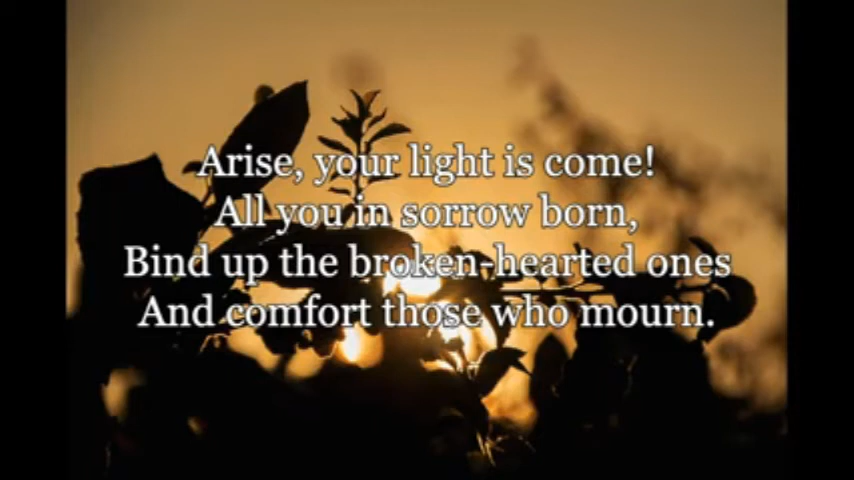 Arise, your light is come!
All you in sorrow born,
Bind up the broken-hearted ones
And comfort those who mourn.